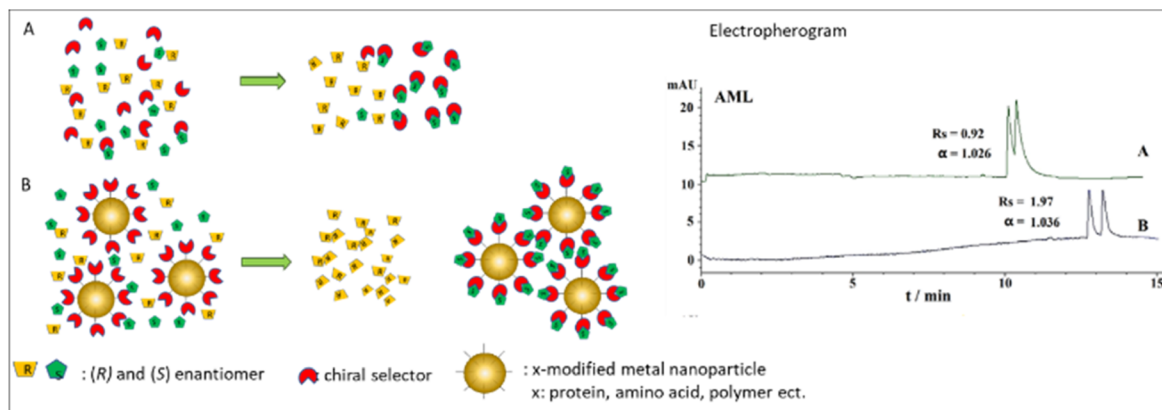 A
Electropherogram
mAU
AML
20
15
10
5
0
Rs = 0.92
α = 1.026
A
Rs = 1.97
α = 1.036
B
0
5
10
15
t / min
B
R S : (R) and (S) enantiomer
: chiral selector
: x-modified metal nanoparticle
x: protein, amino acid, polymer ect.